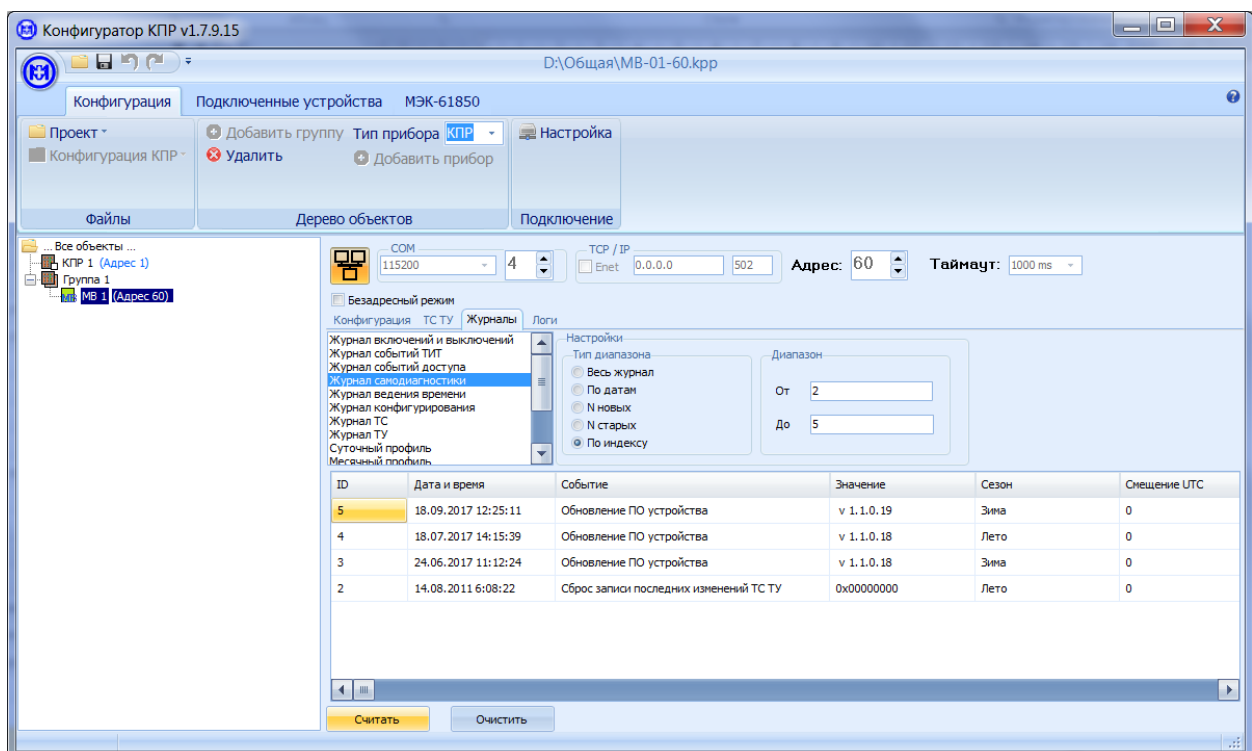 Конфигуратор КПР v1.7.9.15
D:\Общая\MB-01-60.kpp
Конфигурация Подключенные устройства МЭК-61850
Проект Добавить группу Тип прибора КПР Настройка
Конфигурация КПР Удалить Добавить прибор
Файлы Дерево объектов Подключение
... Все объекты ...
КПР 1 (Адрес 1)
Группа 1
МВ МВ 1 (Адрес 60)
COM TCP / IP
115200 4 Enet 0.0.0.0 502 Адрес: 60 Таймаут: 1000 ms
Безадресный режим
Конфигурация ТС ТУ Журналы Логи
Журнал включений и выключений
Журнал событий ТИТ
Журнал событий доступа
Журнал самодиагностики
Журнал ведения времени
Журнал конфигурирования
Журнал ТС
Журнал ТУ
Суточный профиль
Месячный профиль
Настройки
Тип диапазона
Весь журнал
По датам
N новых
N старых
По индексу
Диапазон
От 2
До 5
ID Дата и время Событие Значение Сезон Смещение UTC
5 18.09.2017 12:25:11 Обновление ПО устройства v 1.1.0.19 Зима 0
4 18.07.2017 14:15:39 Обновление ПО устройства v 1.1.0.18 Лето 0
3 24.06.2017 11:12:24 Обновление ПО устройства v 1.1.0.18 Зима 0
2 14.08.2011 6:08:22 Сброс записи последних изменений ТС ТУ 0x00000000 Лето 0
Считать Очистить